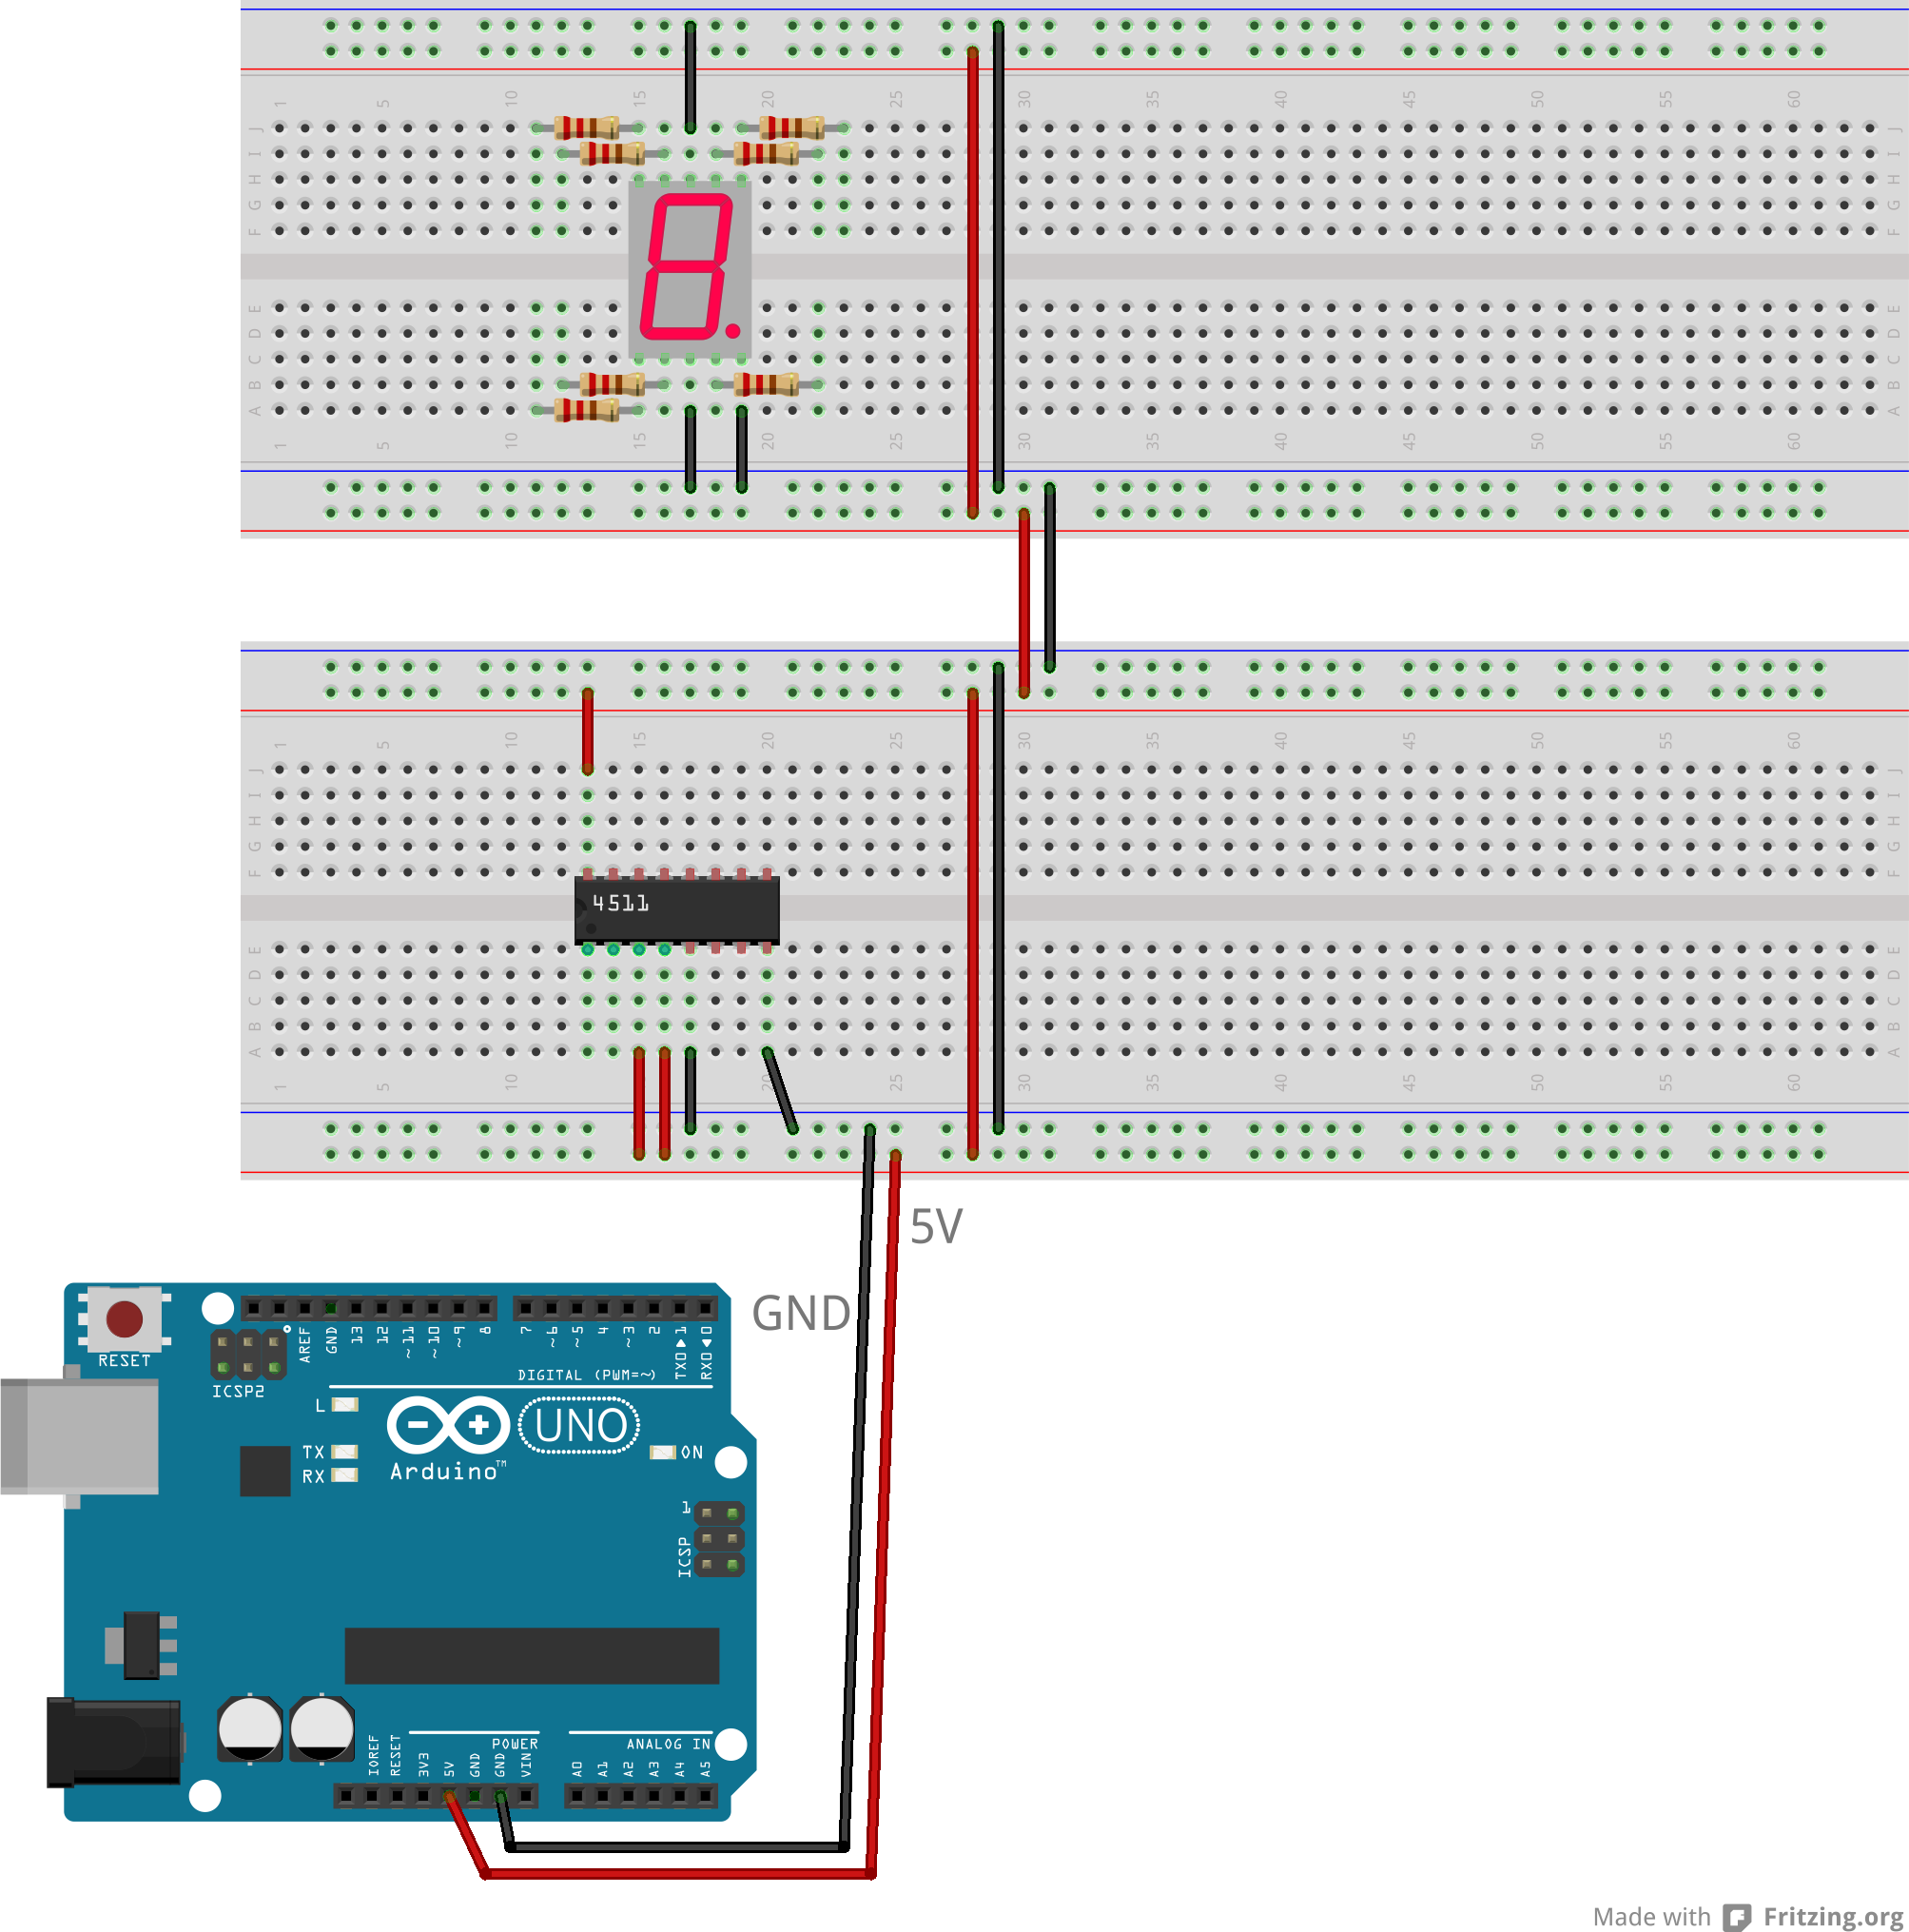 1 5 10 15 20 25 30 35 40 45 50 55 60
J J
I I
H H
G G
F F
E E
D D
C C
B B
A A
1 5 10 15 20 25 30 35 40 45 50 55 60
1 5 10 15 20 25 30 35 40 45 50 55 60
J J
I I
H H
G G
F F
4511
E E
D D
C C
B B
A A
1 5 10 15 20 25 30 35 40 45 50 55 60
5V
GND
RESET
ICSP2
AREF GND 13 12 ~11 ~10 ~9 8 7 ~6 ~5 4 ~3 2 TX0▶1 RX0◀0
DIGITAL (PWM=~)
L
TX
RX
UNO
Arduino™
ON
1
ICSP
POWER
ANALOG IN
IOREF RESET 3V3 5V GND GND VIN A0 A1 A2 A3 A4 A5
Made with Fritzing.org